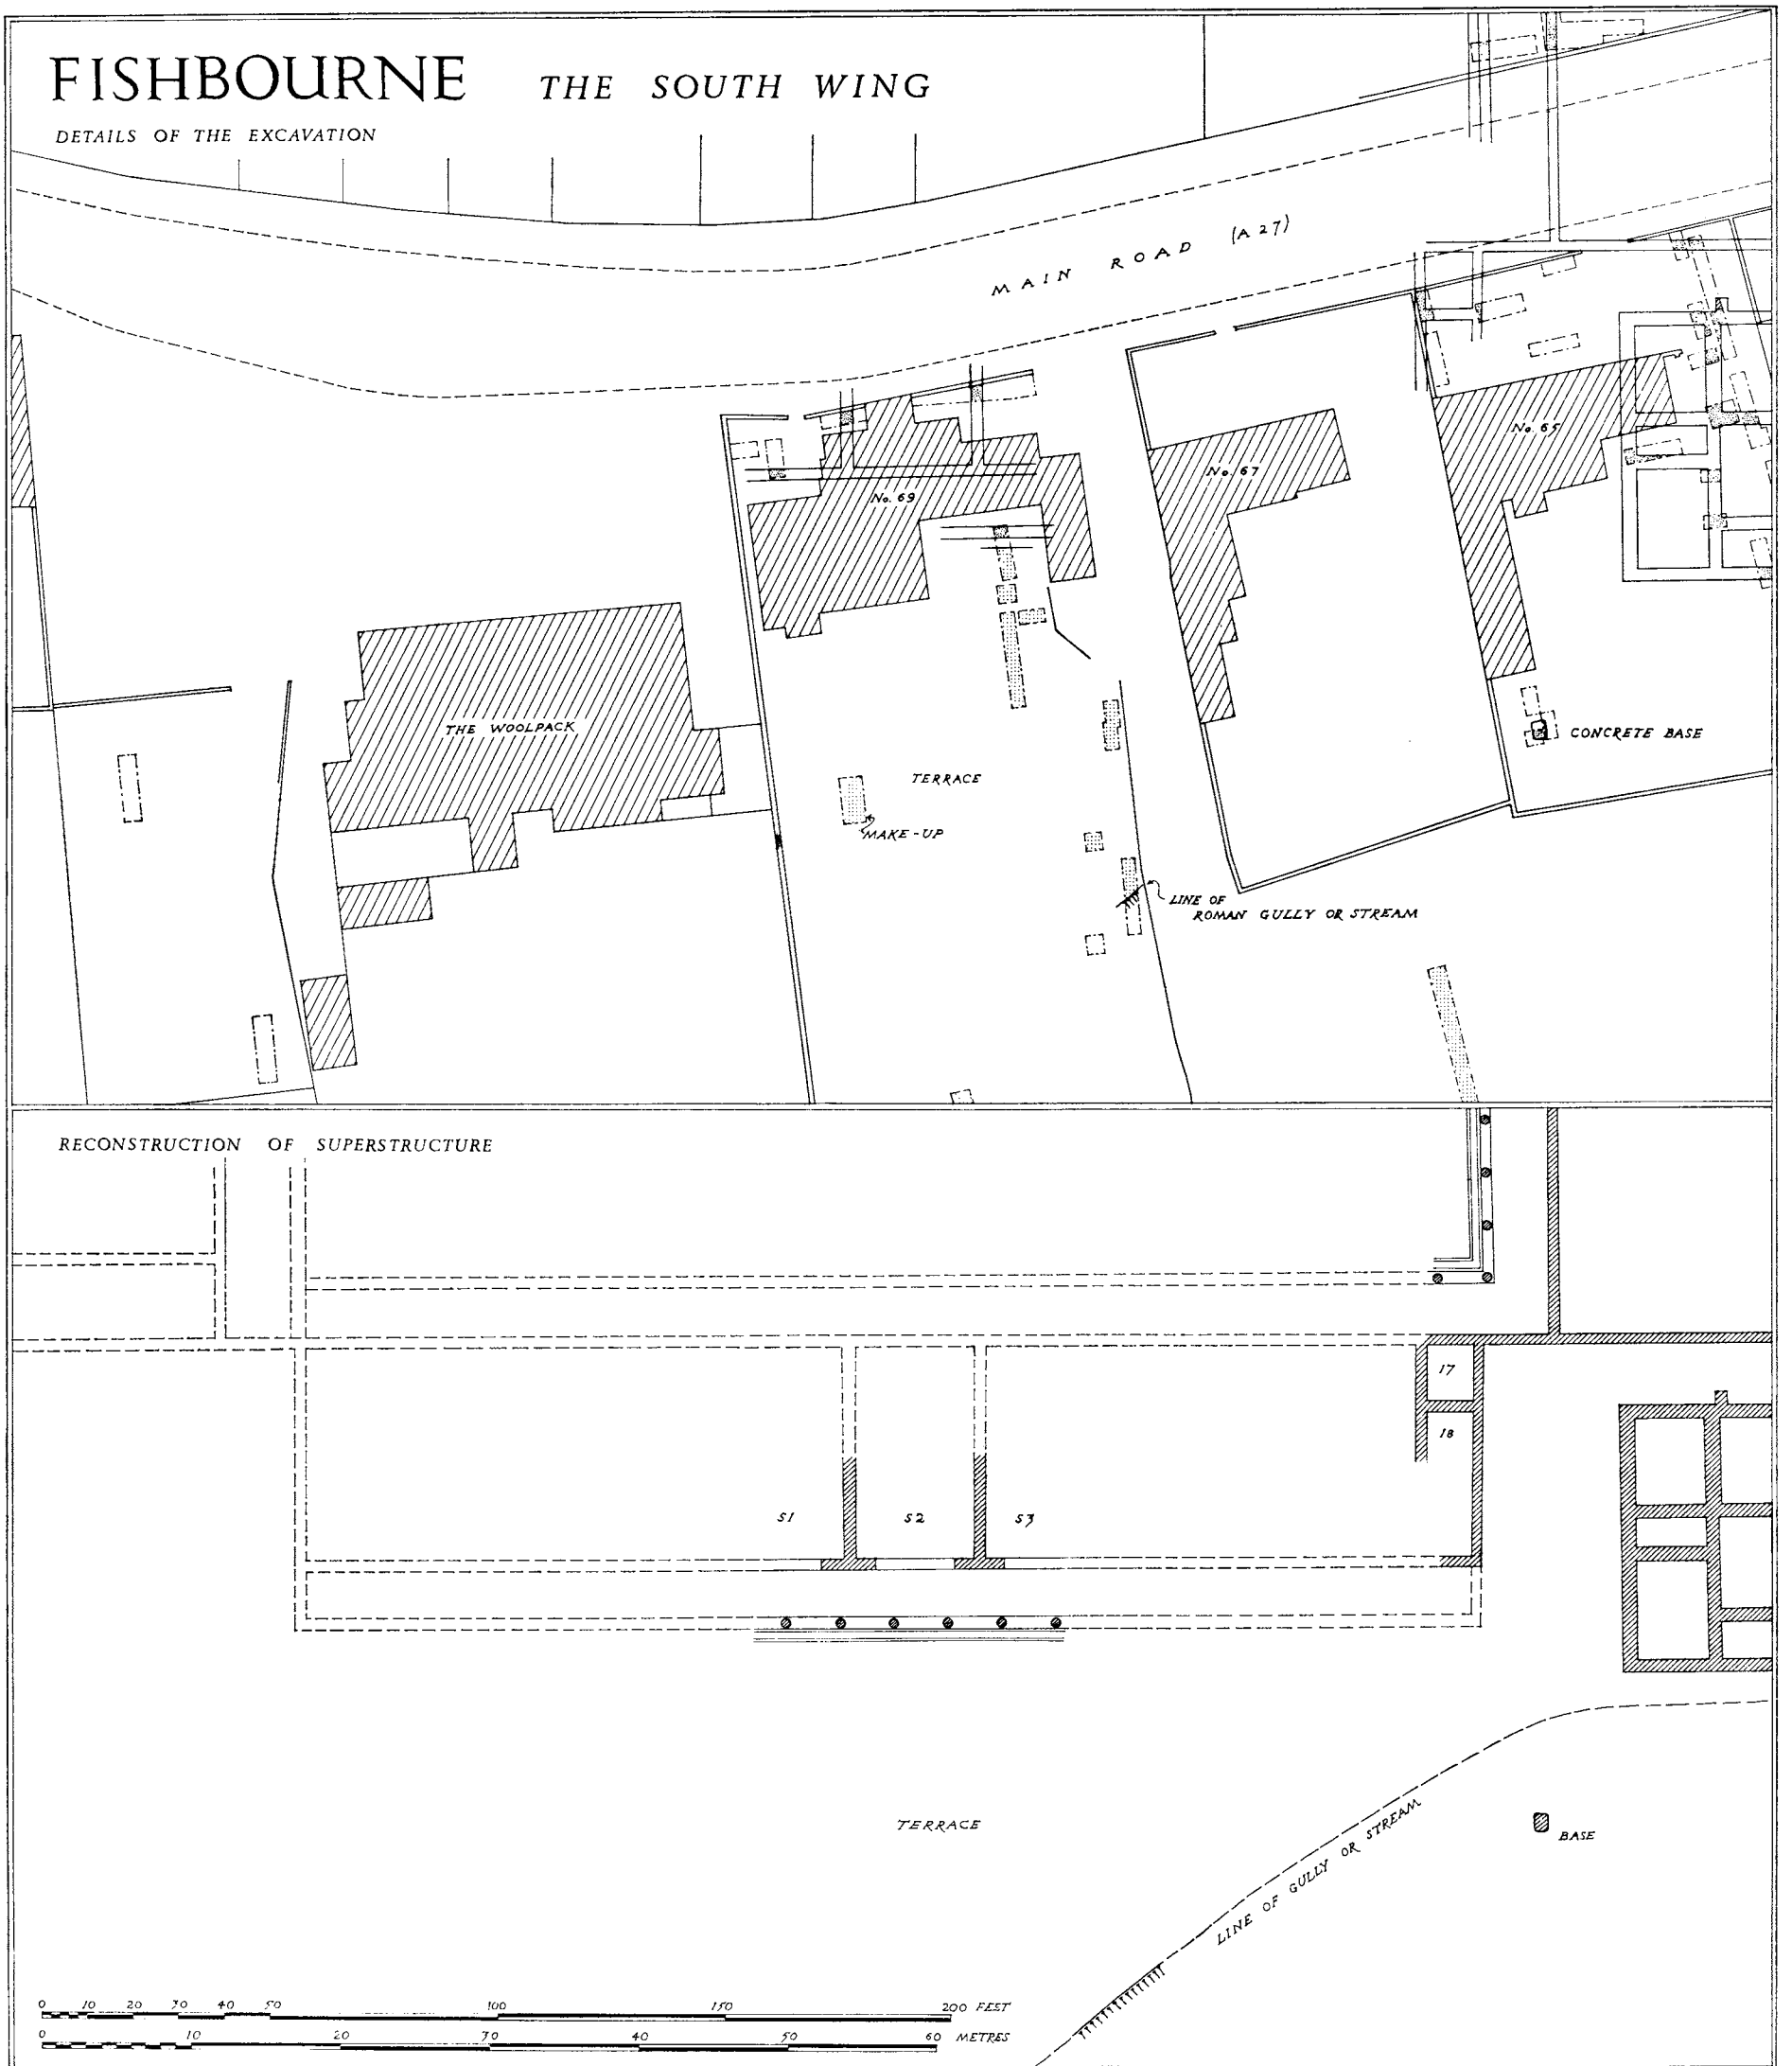 FISHBOURNE THE SOUTH WING
DETAILS OF THE EXCAVATION
MAIN ROAD (A 27)
No. 65
No. 67
No. 69
THE WOOLPACK
CONCRETE BASE
TERRACE
MAKE-UP
LINE OF
ROMAN GULLY OR STREAM
RECONSTRUCTION OF SUPERSTRUCTURE
17
18
S1 S2 S3
TERRACE
BASE
LINE OF GULLY OR STREAM
0 10 20 30 40 50 100 150 200 FEET
0 10 20 30 40 50 60 METRES